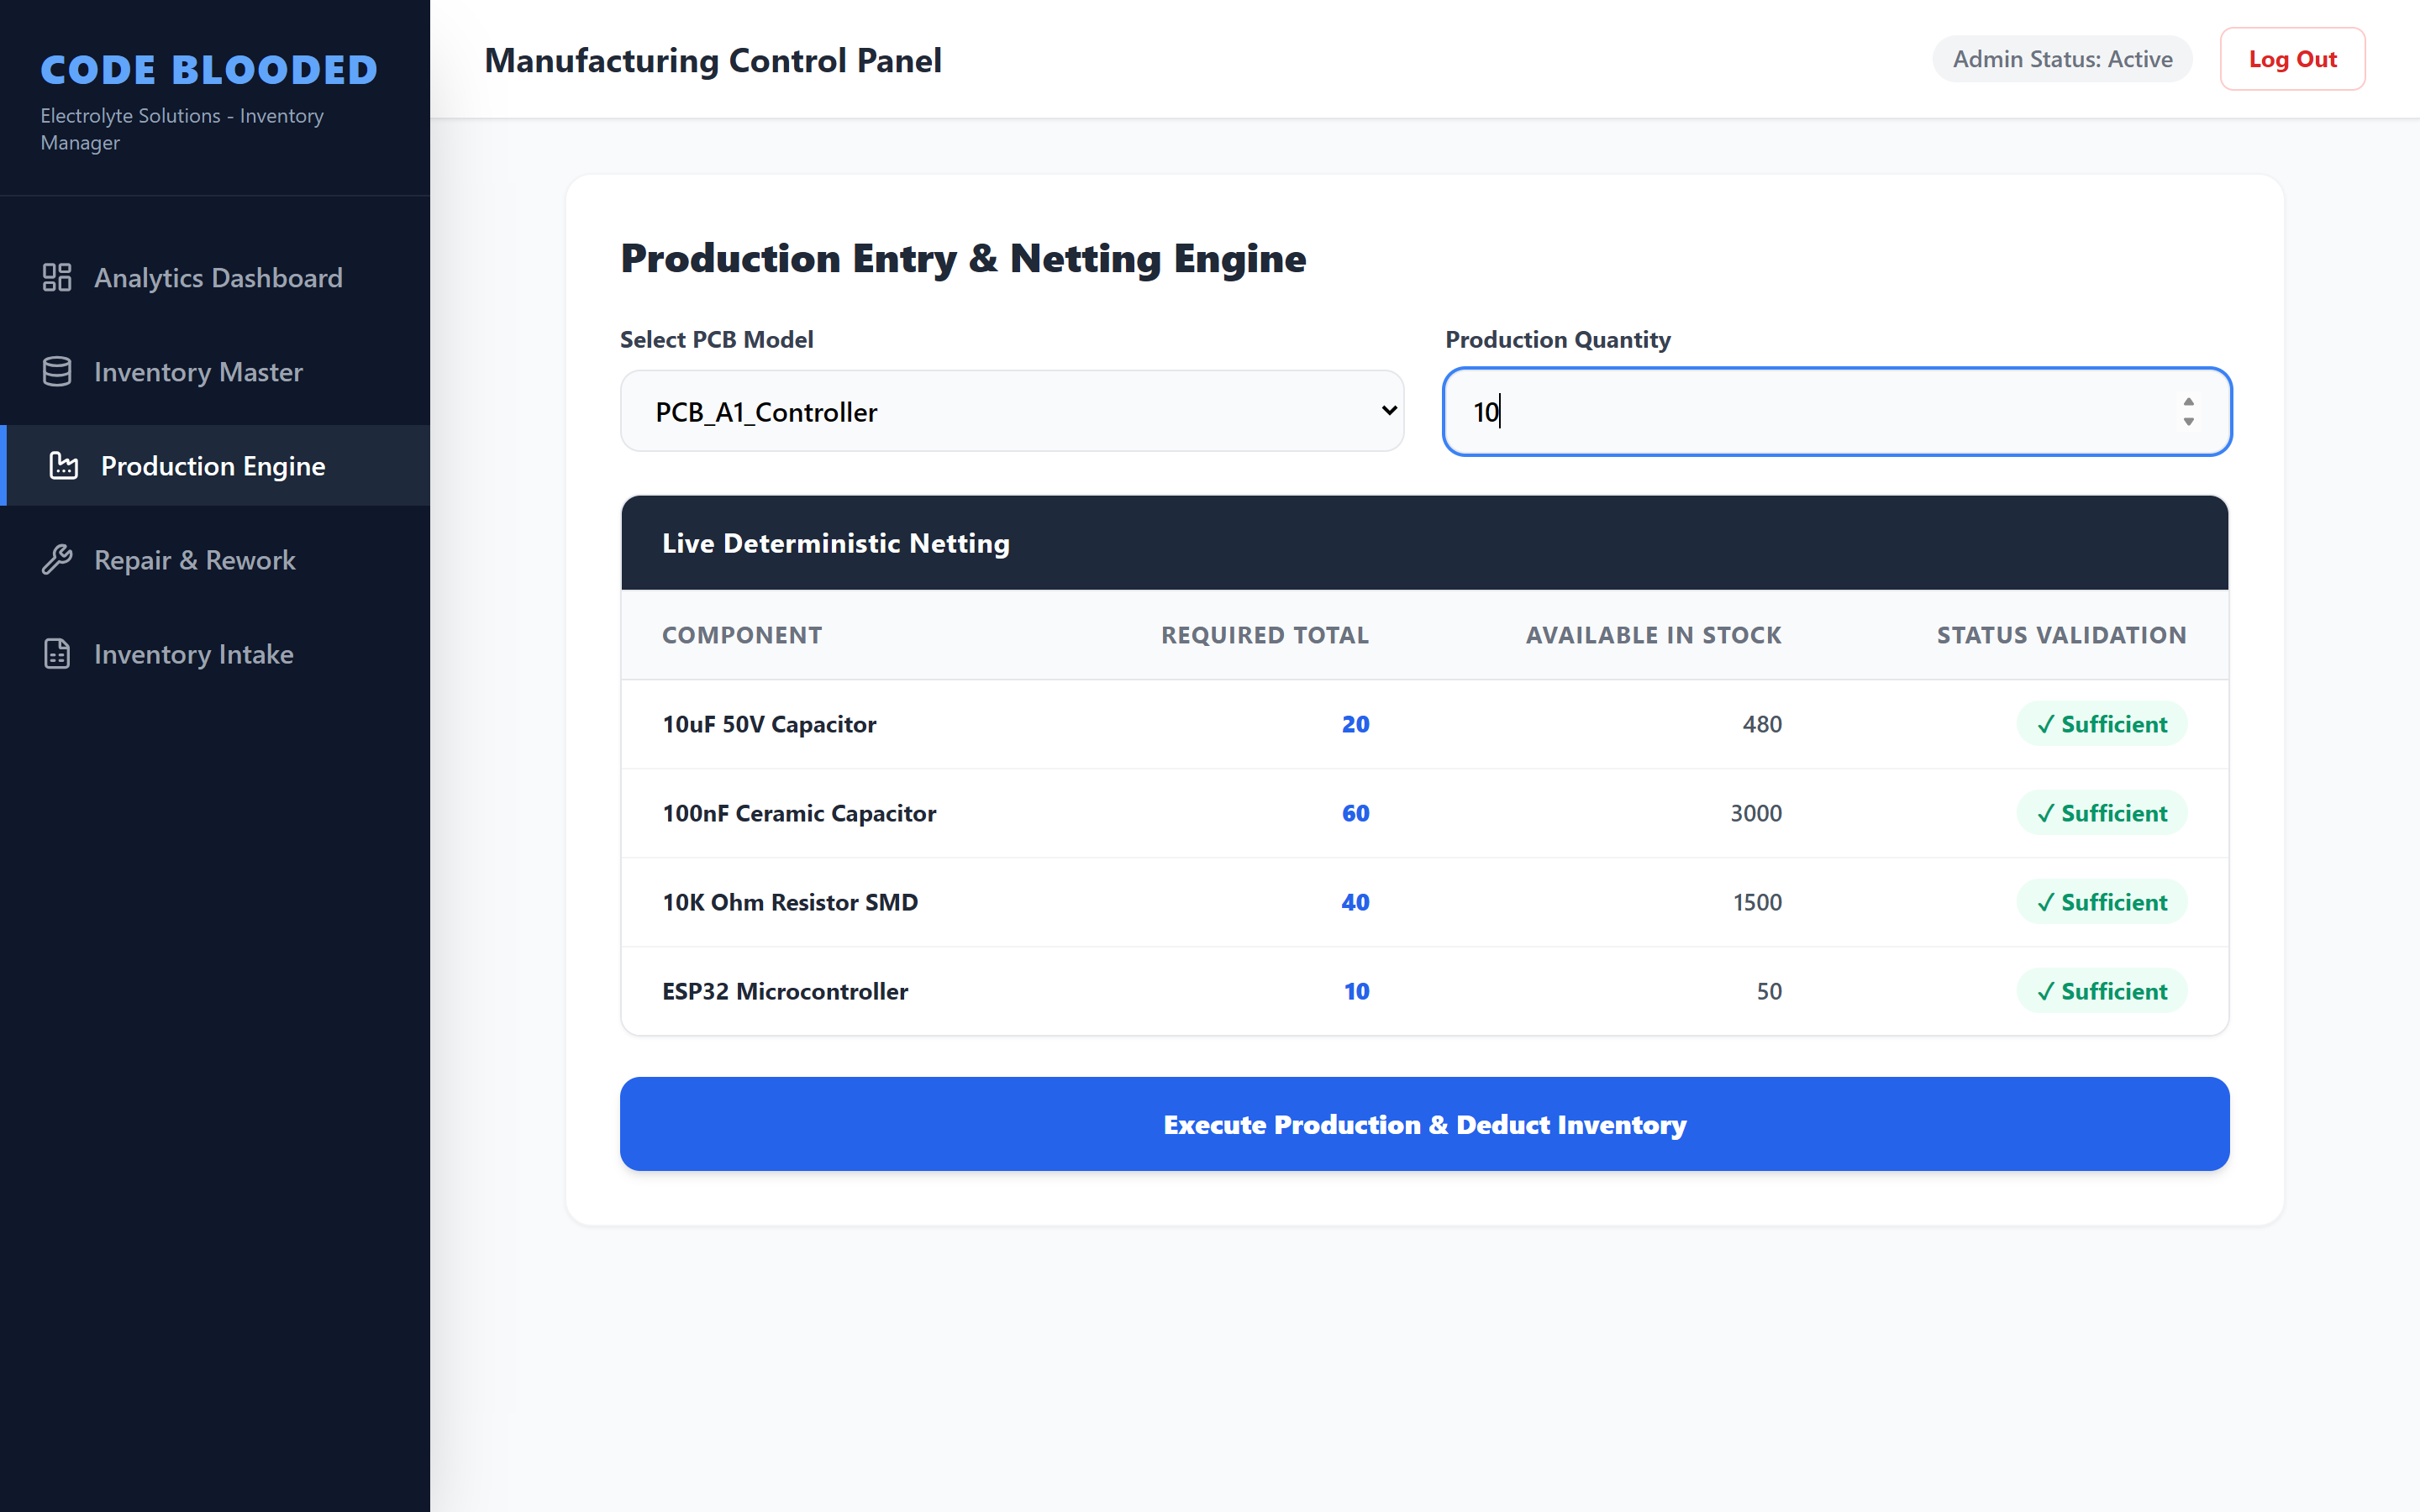 CODE BLOODED
Electrolyte Solutions - Inventory
Manager
Analytics Dashboard
Inventory Master
Production Engine
Repair & Rework
Inventory Intake
Manufacturing Control Panel
Admin Status: Active
Log Out
Production Entry & Netting Engine
Select PCB Model
Production Quantity
PCB_A1_Controller
10
Live Deterministic Netting
COMPONENT REQUIRED TOTAL AVAILABLE IN STOCK STATUS VALIDATION
10uF 50V Capacitor 20 480 ✓ Sufficient
100nF Ceramic Capacitor 60 3000 ✓ Sufficient
10K Ohm Resistor SMD 40 1500 ✓ Sufficient
ESP32 Microcontroller 10 50 ✓ Sufficient
Execute Production & Deduct Inventory